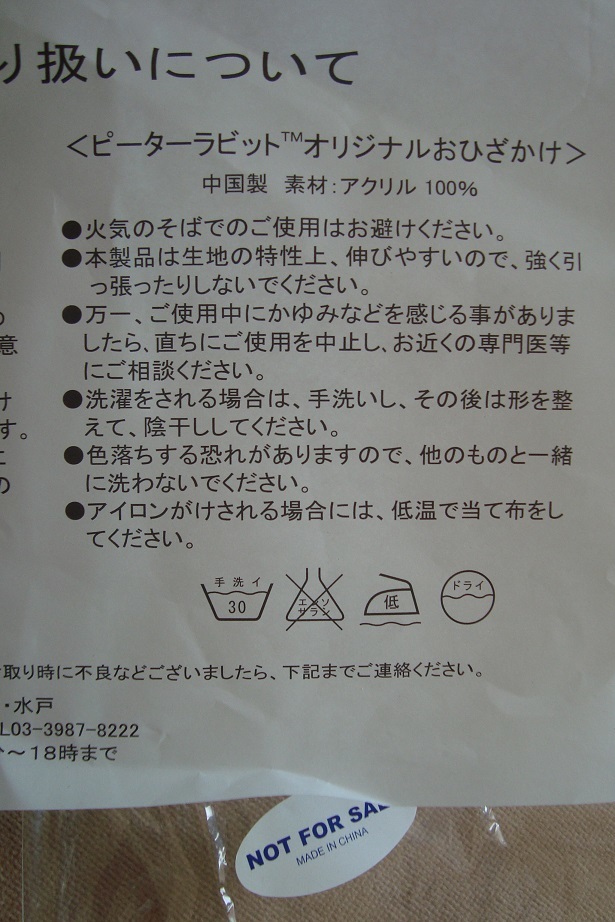 り扱いについて
<ピーターラビット™オリジナルおひざかけ>
中国製 素材:アクリル 100%
●火気のそばでのご使用はお避けください。
●本製品は生地の特性上、伸びやすいので、強く引
っ張ったりしないでください。
●万一、ご使用中にかゆみなどを感じる事がありま
したら、直ちにご使用を中止し、お近くの専門医等
にご相談ください。
●洗濯をされる場合は、手洗いし、その後は形を整
えて、陰干ししてください。
●色落ちする恐れがありますので、他のものと一緒
に洗わないでください。
●アイロンがけされる場合には、低温で当て布をし
てください。
の
意
け
す。
に
の
手洗イ
30
エンソ
サラシ
低
ドライ
取り時に不良などございましたら、下記までご連絡ください。
・水戸
L03-3987-8222
~18時まで
NOT FOR SAL
MADE IN CHINA